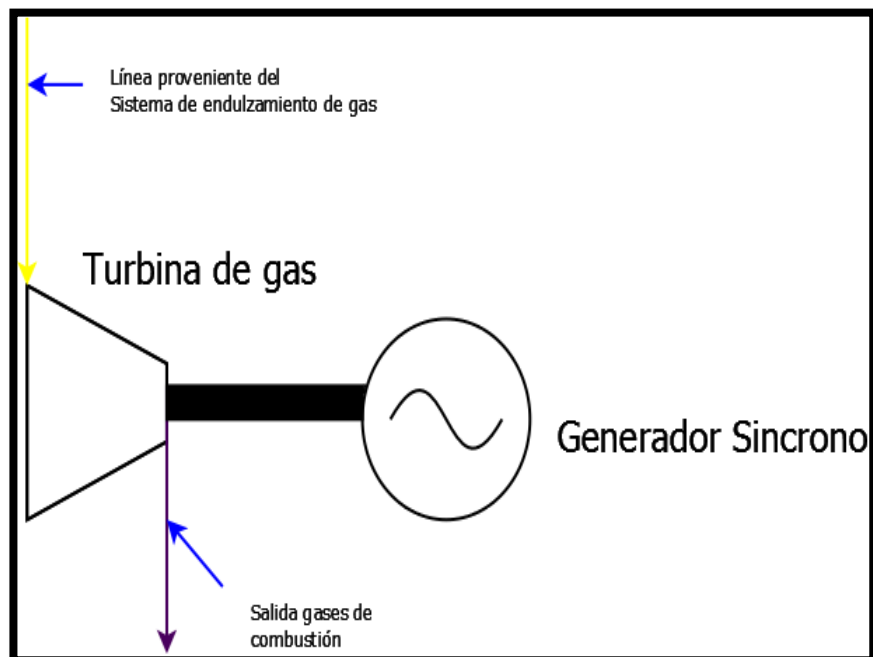 Línea proveniente del
Sistema de endulzamiento de gas
Turbina de gas
Generador Sincrono
Salida gases de
combustión